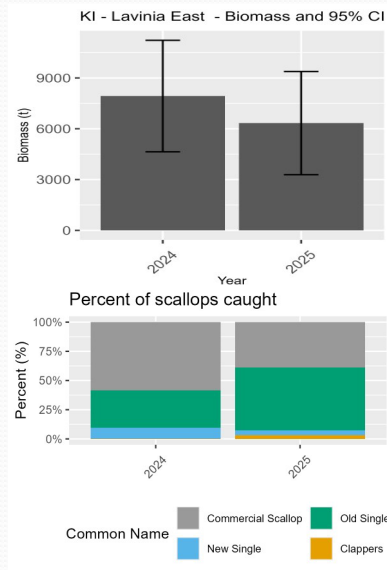 KI - Lavinia East - Biomass and 95% CI
9000
6000
3000
0
Biomass (t)
2024
2025
Year
Percent of scallops caught
100%
75%
50%
25%
0%
Percent (%)
2024
2025
Common Name
Commercial Scallop
Old Single
New Single
Clappers